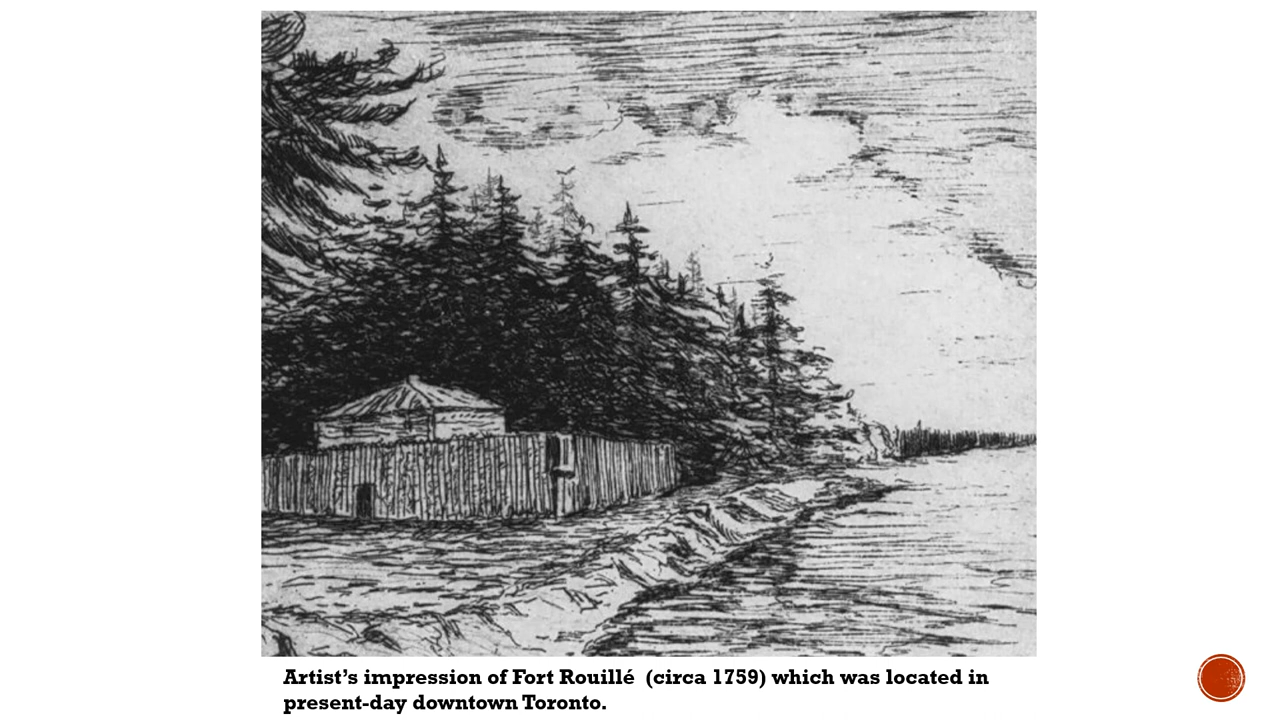 Artist’s impression of Fort Rouillé  (circa 1759) which was located in
present-day downtown Toronto.